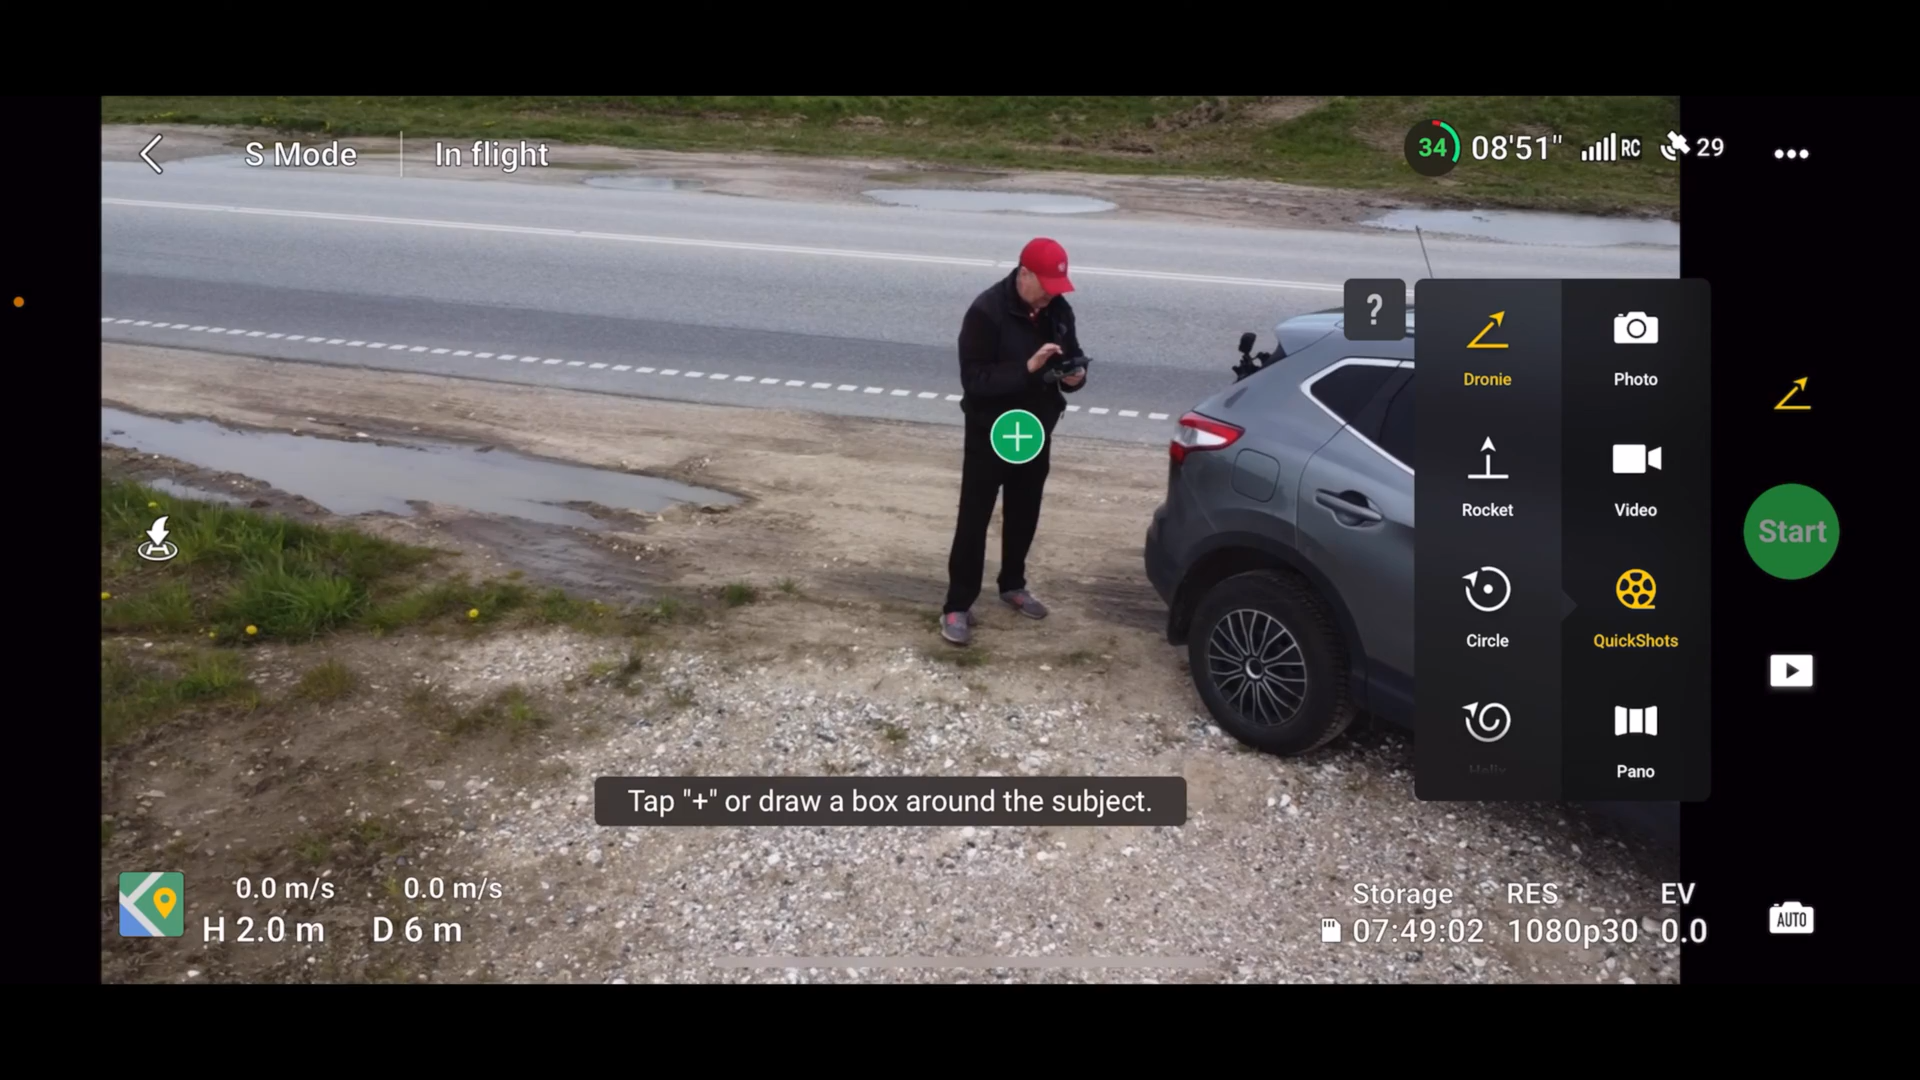 S Mode
In flight
34
08'51"
RC
29
?
Dronie
Photo
Rocket
Video
Circle
QuickShots
Helix
Pano
Start
Tap "+" or draw a box around the subject.
0.0 m/s
0.0 m/s
H 2.0 m
D 6 m
Storage
RES
EV
07:49:02
1080p30
0.0
AUTO